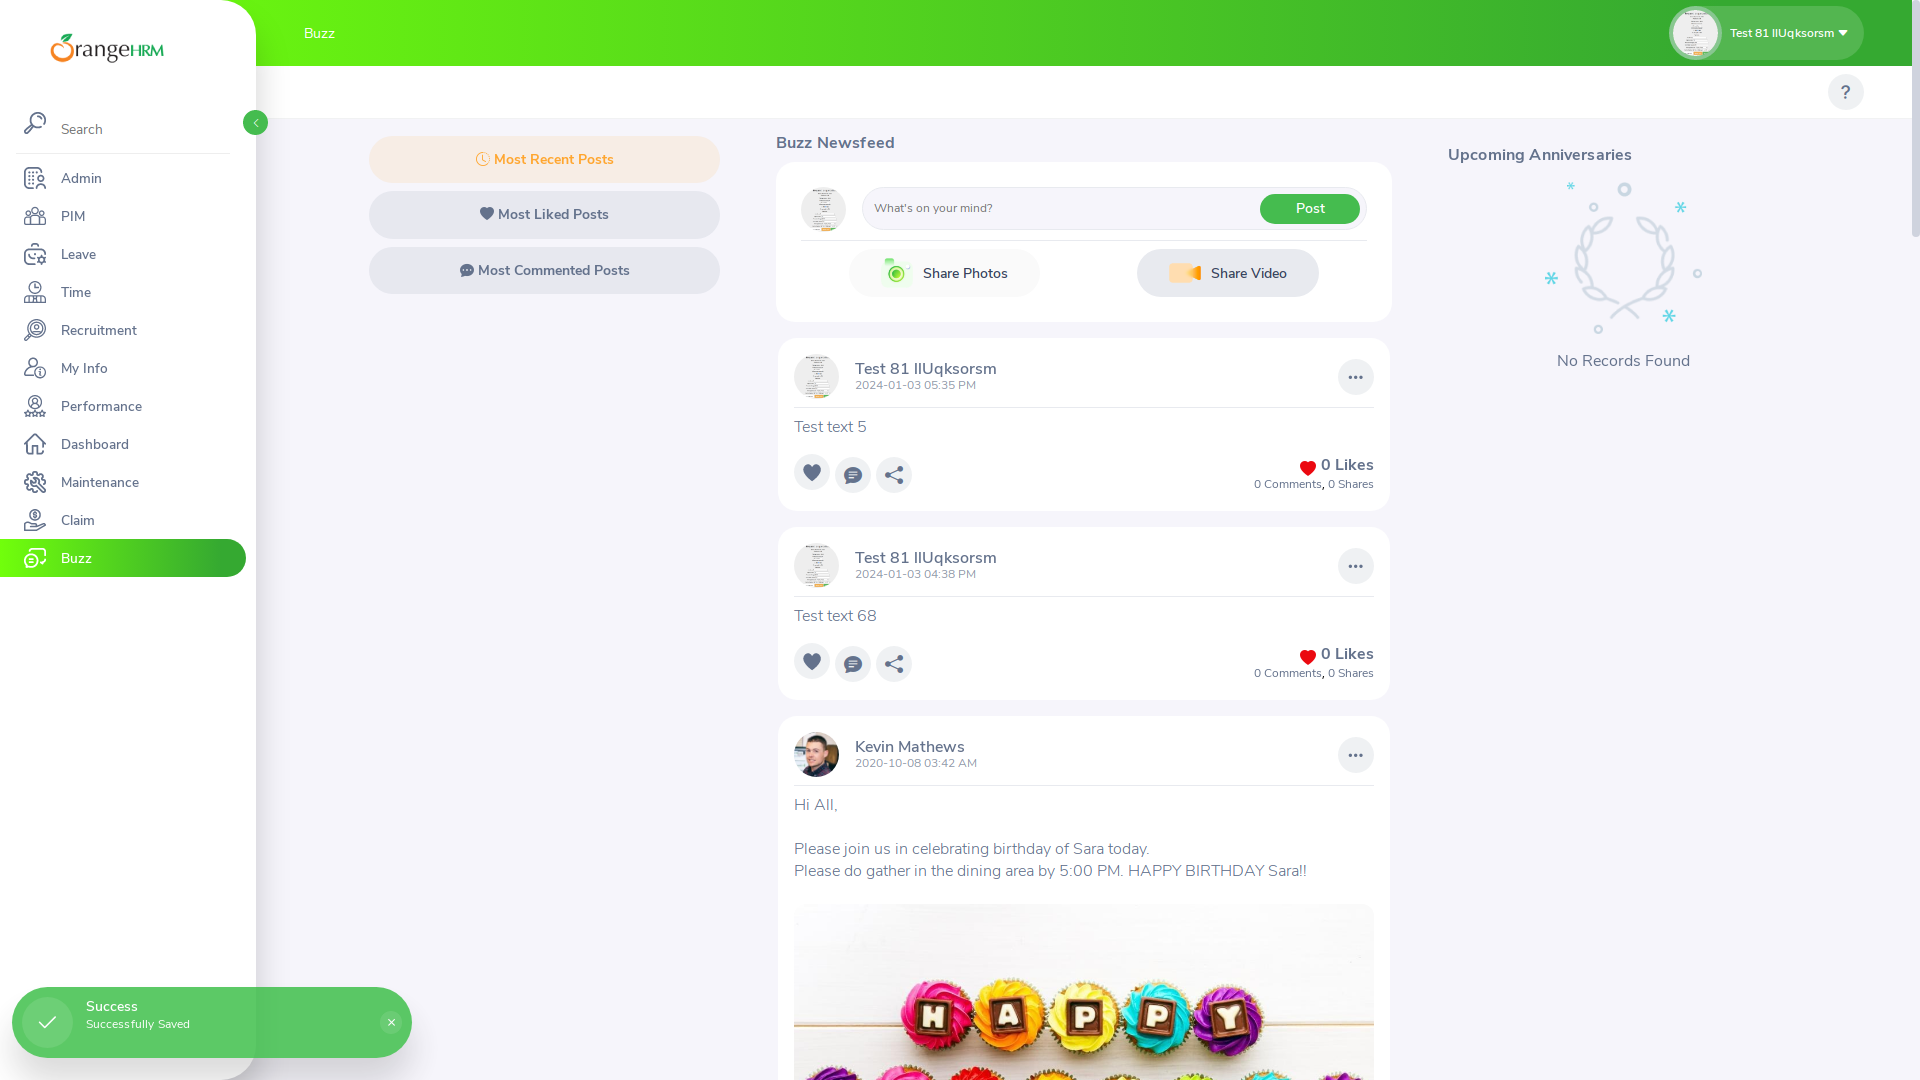 OrangeHRM
Search
Admin
PIM
Leave
Time
Recruitment
My Info
Performance
Dashboard
Maintenance
Claim
Buzz
Buzz
Test 81 IlUqksorsm
?
Most Recent Posts
Most Liked Posts
Most Commented Posts
Buzz Newsfeed
What's on your mind?
Post
Share Photos
Share Video
Test 81 IlUqksorsm
2024-01-03 05:35 PM
Test text 5
0 Likes
0 Comments, 0 Shares
Test 81 IlUqksorsm
2024-01-03 04:38 PM
Test text 68
0 Likes
0 Comments, 0 Shares
Kevin Mathews
2020-10-08 03:42 AM
Hi All,
Please join us in celebrating birthday of Sara today.
Please do gather in the dining area by 5:00 PM. HAPPY BIRTHDAY Sara!!
HAPPY
Upcoming Anniversaries
No Records Found
Success
Successfully Saved